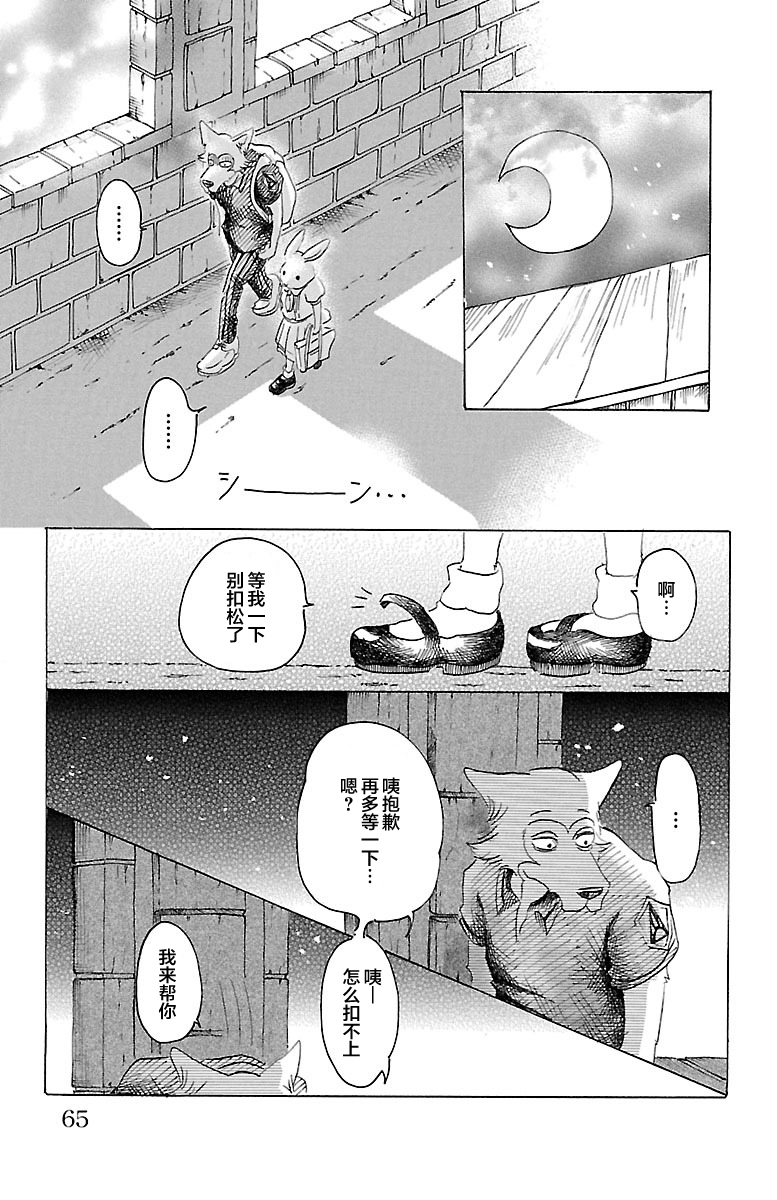 ……
……
シーーン…
啊…
等我一下
别扣松了
…
咦抱歉
再多等一下…
嗯？
咦—
怎么扣不上
我来帮你
65